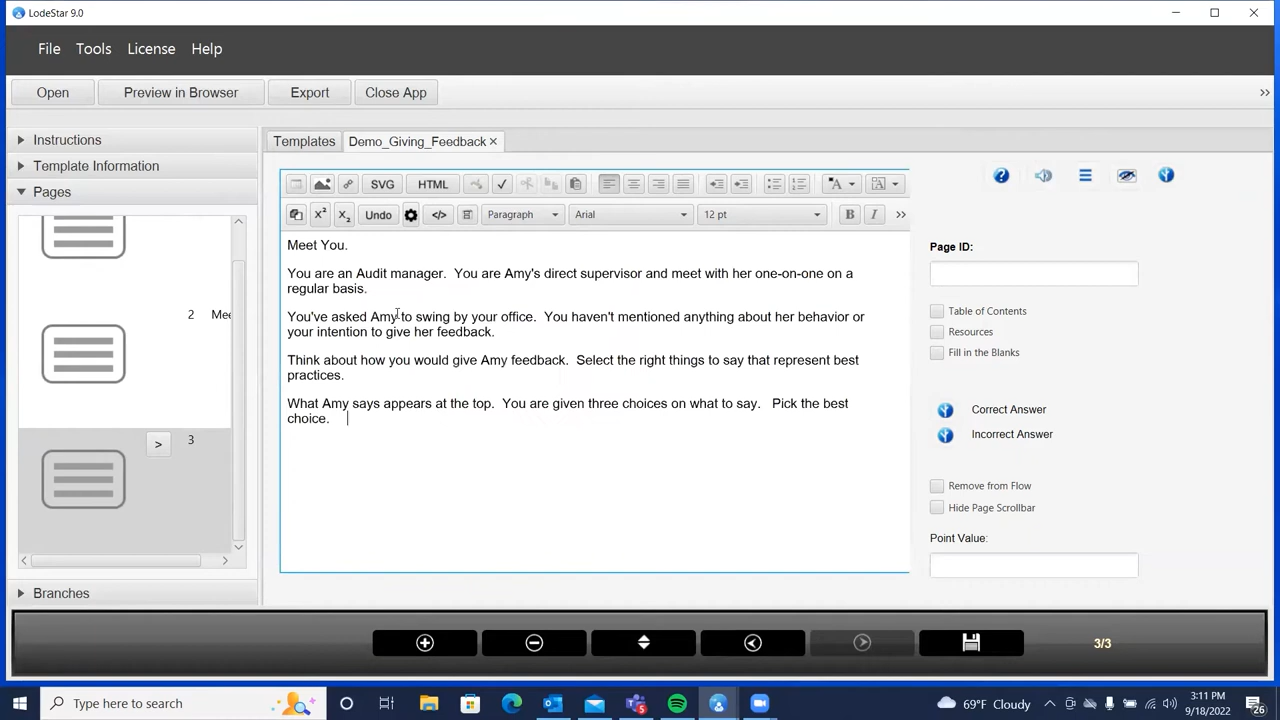 LodeStar 9.0
File Tools License Help
Open Preview in Browser Export Close App >>
Instructions
Template Information
Pages
2 Mee
> 3
Branches
Templates Demo_Giving_Feedback ×
SVG HTML A A
X² X₂ Undo </> Paragraph Arial 12 pt B I >>
Meet You.
You are an Audit manager. You are Amy's direct supervisor and meet with her one-on-one on a
regular basis.
You've asked Amy to swing by your office. You haven't mentioned anything about her behavior or
your intention to give her feedback.
Think about how you would give Amy feedback. Select the right things to say that represent best
practices.
What Amy says appears at the top. You are given three choices on what to say. Pick the best
choice.
Page ID:
Table of Contents
Resources
Fill in the Blanks
Correct Answer
Incorrect Answer
Remove from Flow
Hide Page Scrollbar
Point Value:
3/3
Type here to search
69°F Cloudy
3:11 PM
9/18/2022
26